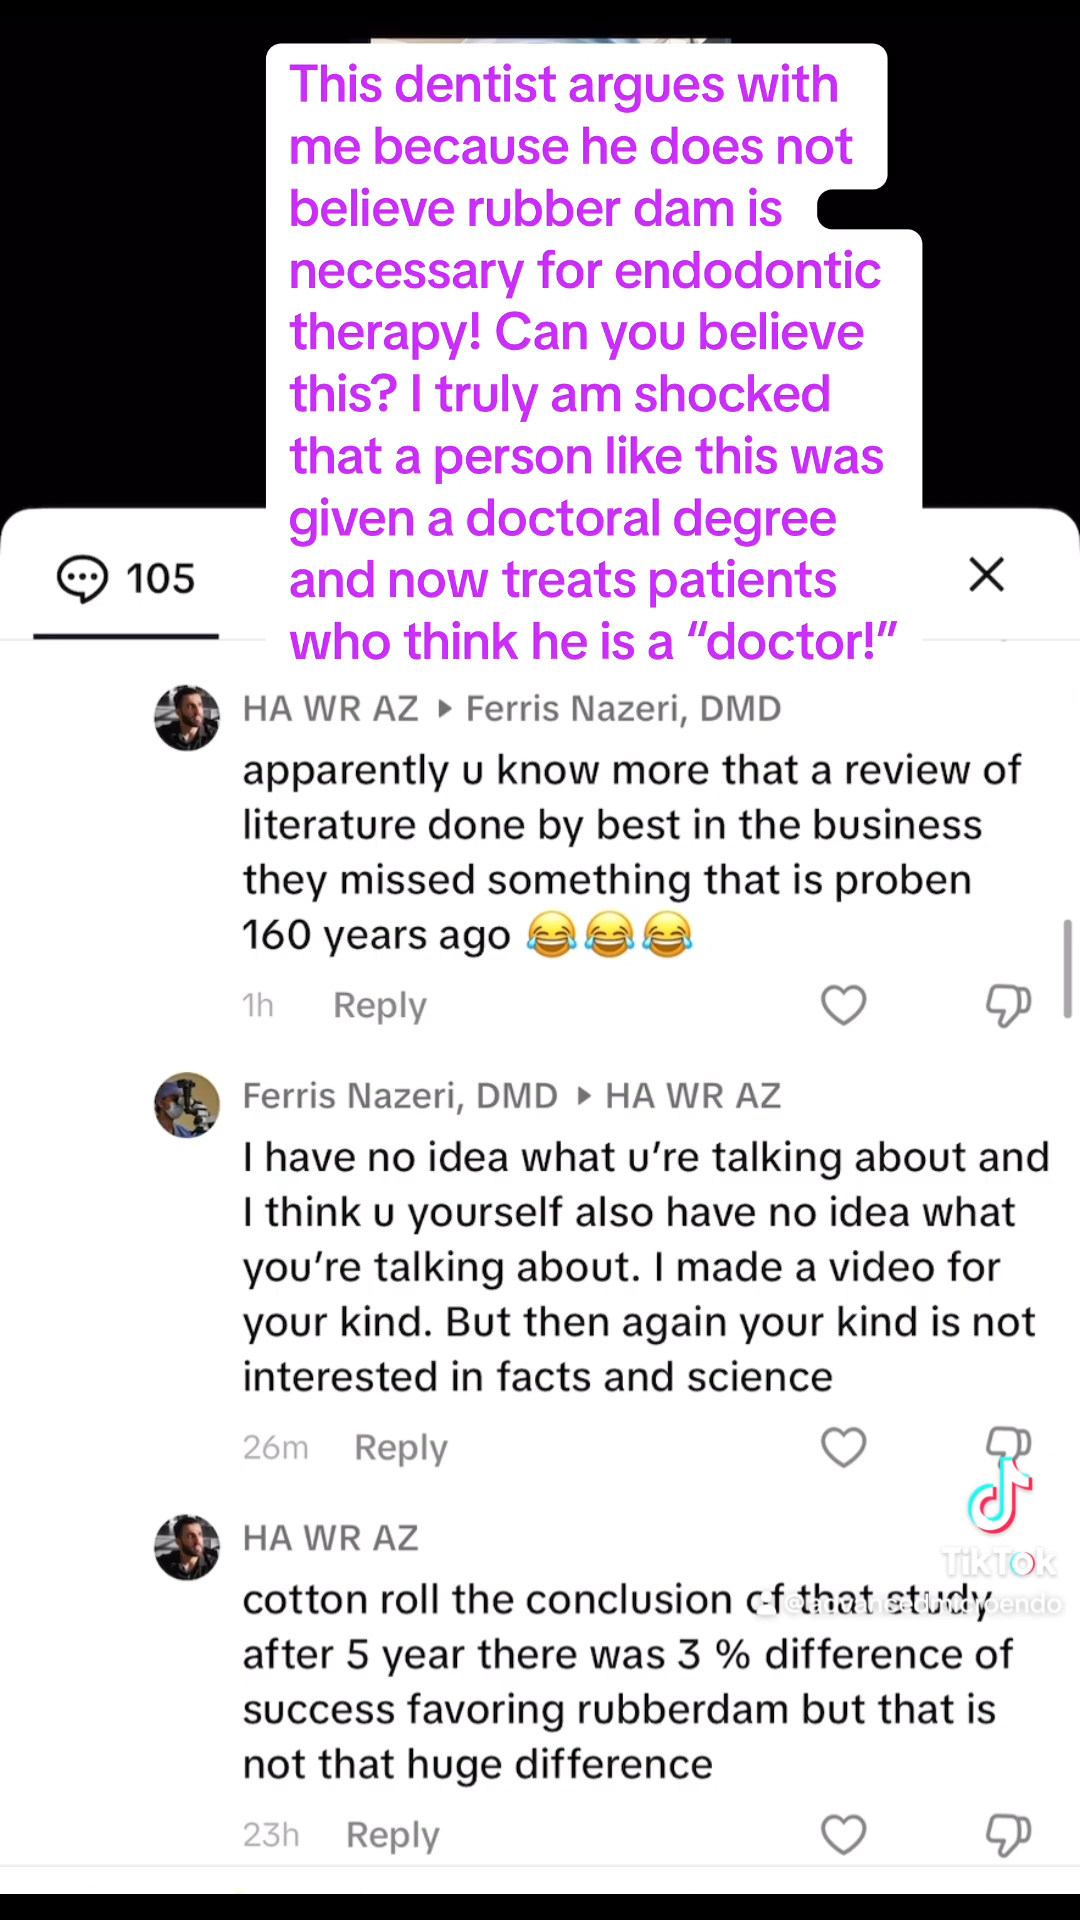 This dentist argues with
me because he does not
believe rubber dam is
necessary for endodontic
therapy! Can you believe
this? I truly am shocked
that a person like this was
given a doctoral degree
and now treats patients
who think he is a “doctor!”
105
HA WR AZ ▸ Ferris Nazeri, DMD
apparently u know more that a review of
literature done by best in the business
they missed something that is proben
160 years ago 😂😂😂
1h Reply
Ferris Nazeri, DMD ▸ HA WR AZ
I have no idea what u’re talking about and
I think u yourself also have no idea what
you’re talking about. I made a video for
your kind. But then again your kind is not
interested in facts and science
26m Reply
TikTok
@advancedmicroendo
HA WR AZ
cotton roll the conclusion of that study
after 5 year there was 3 % difference of
success favoring rubberdam but that is
not that huge difference
23h Reply